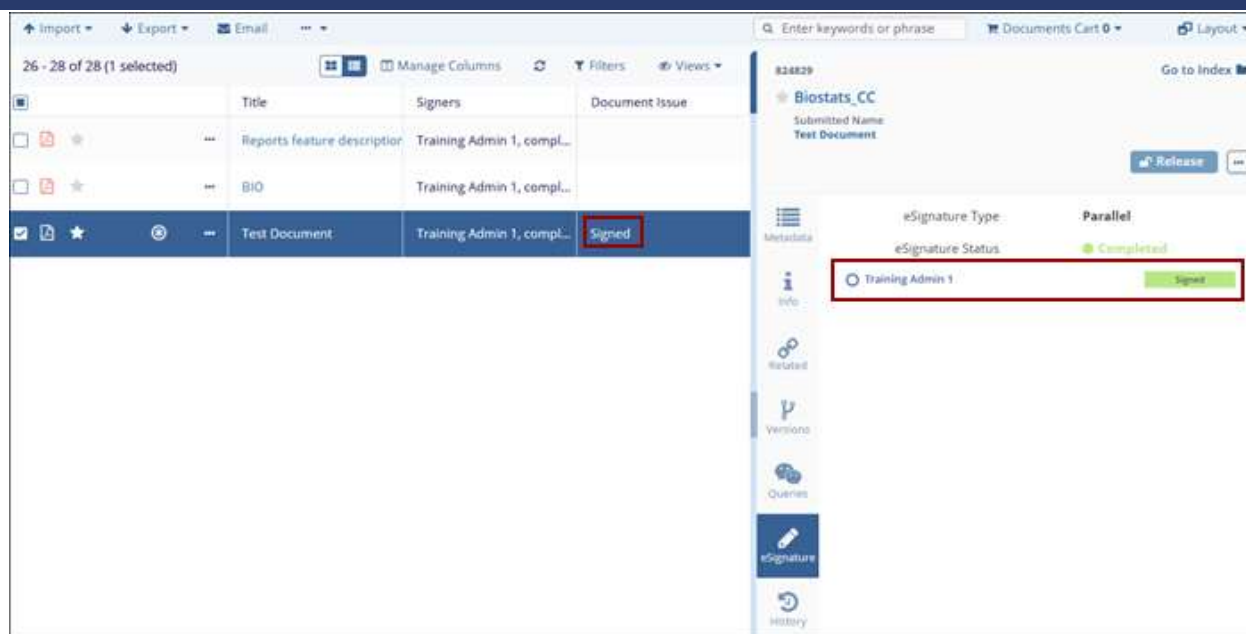 Import Export Email ...
Enter keywords or phrase Documents Cart 0 Layout
26 - 28 of 28 (1 selected) Manage Columns Filters Views
Title Signers Document Issue
Reports feature description Training Admin 1, compl...
BIO Training Admin 1, compl...
Test Document Training Admin 1, compl... Signed
824829 Go to Index
Biostats_CC
Submitted Name
Test Document
Release ...
Metadata
Info
Related
Versions
Queries
eSignature
History
eSignature Type Parallel
eSignature Status Completed
Training Admin 1 Signed